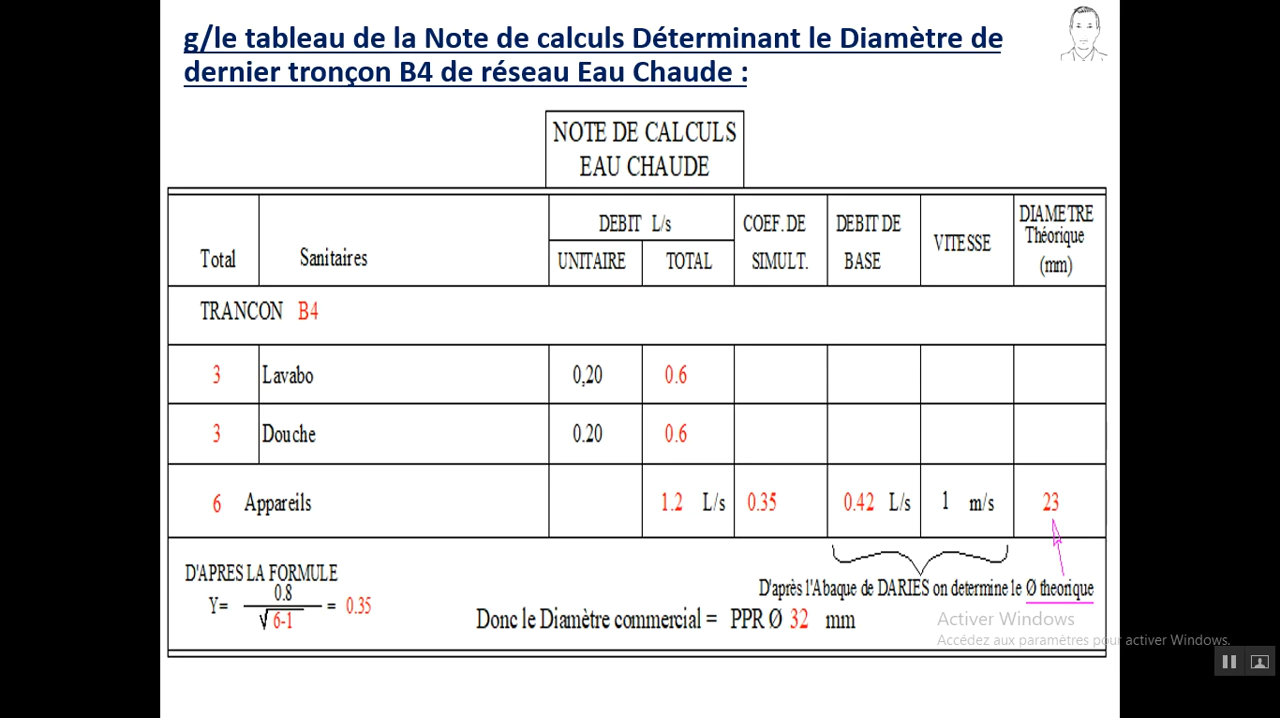 g/le tableau de la Note de calculs Déterminant le Diamètre de
dernier tronçon B4 de réseau Eau Chaude :
NOTE DE CALCULS
EAU CHAUDE
Total
Sanitaires
DEBIT L/s
UNITAIRE
TOTAL
COEF. DE
SIMULT.
DEBIT DE
BASE
VITESSE
DIAMETRE
Théorique
(mm)
TRANCON B4
3 Lavabo 0,20 0.6
3 Douche 0.20 0.6
6 Appareils 1.2 L/s 0.35 0.42 L/s 1 m/s 23
D'APRES LA FORMULE
Y= 0.8 / √6-1 = 0.35
D'après l'Abaque de DARIES on determine le Ø theorique
Donc le Diamètre commercial = PPR Ø 32 mm
Activer Windows
Accédez aux paramètres pour activer Windows.